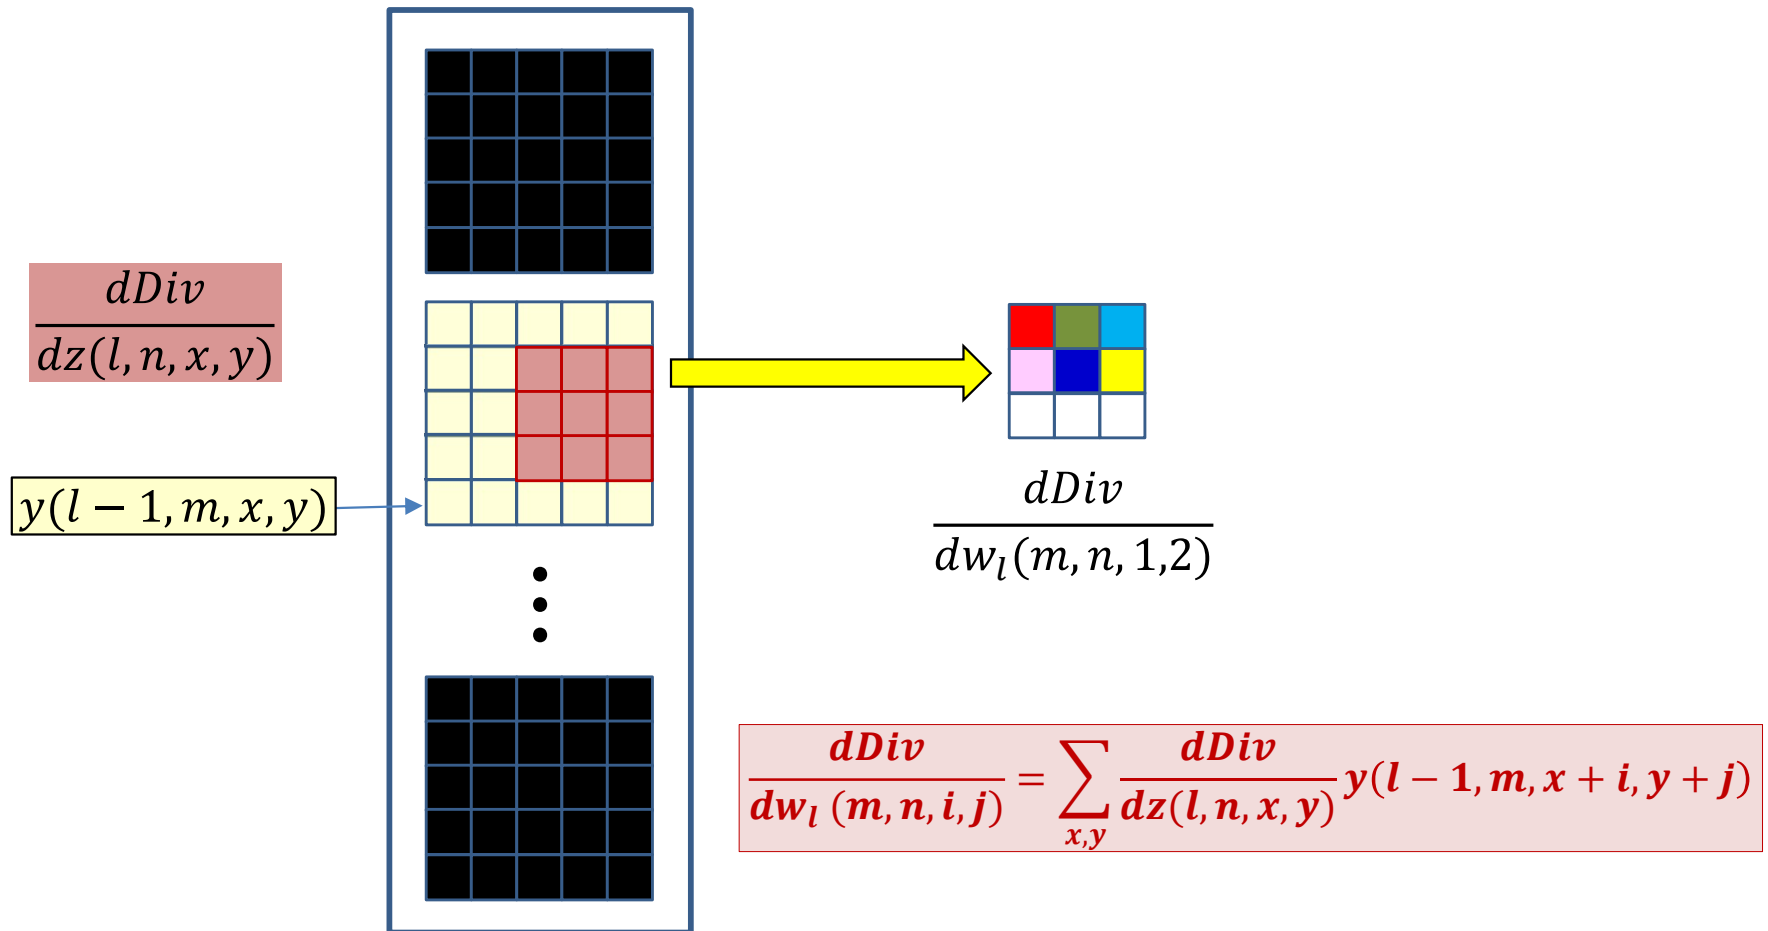 dDiv
dz(l, n, x, y)
y(l − 1, m, x, y)
dDiv
dw_l(m, n, 1,2)
dDiv/dw_l (m, n, i, j) = ∑_{x,y} dDiv/dz(l, n, x, y) y(l − 1, m, x + i, y + j)